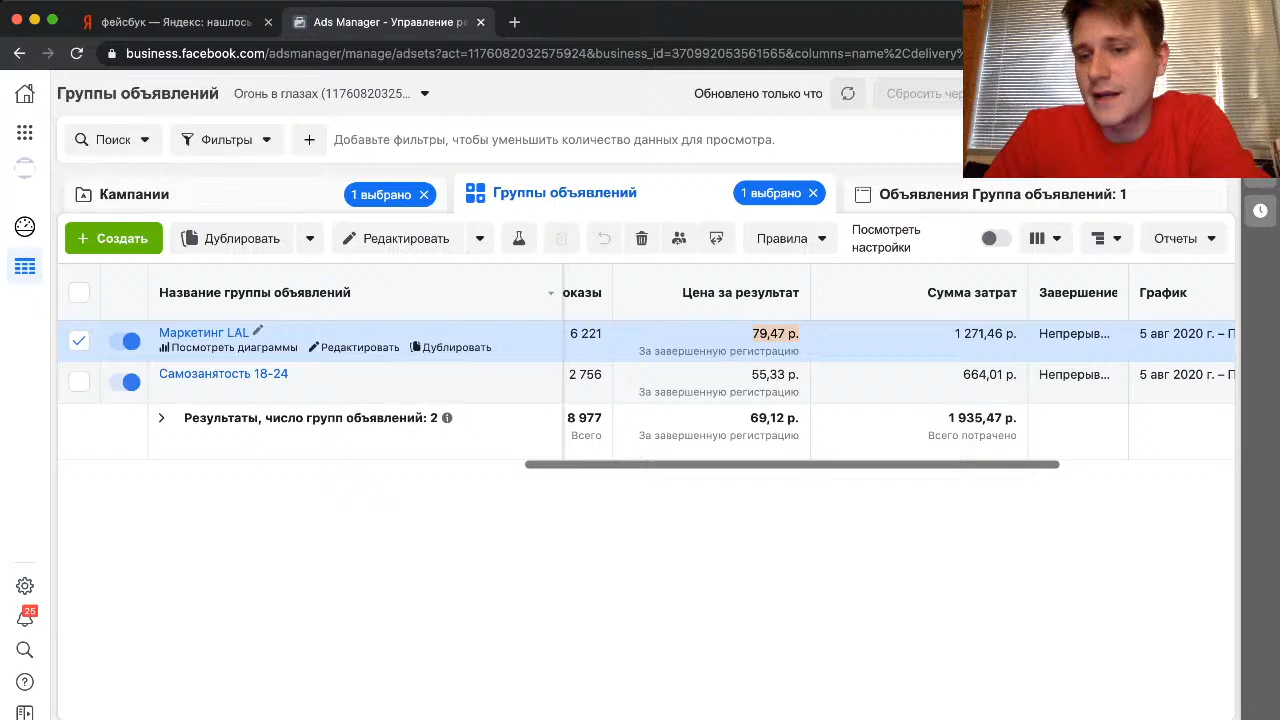 фейсбук — Яндекс: нашлось
Ads Manager - Управление ре
business.facebook.com/adsmanager/manage/adsets?act=1176082032575924&business_id=3709920535615655&columns=name%2Cdelivery%
Группы объявлений
Огонь в глазах (11760820325...
Обновлено только что
Сбросить чер
Поиск
Фильтры
Добавьте фильтры, чтобы уменьшить количество данных для просмотра.
Кампании
1 выбрано
Группы объявлений
1 выбрано
Объявления Группа объявлений: 1
+ Создать
Дублировать
Редактировать
Правила
Посмотреть
настройки
Отчеты
Название группы объявлений
оказы
Цена за результат
Сумма затрат
Завершение
График
Маркетинг LAL
6 221
79,47 р.
1 271,46 р.
Непрерыв...
5 авг 2020 г. – П
Посмотреть диаграммы
Редактировать
Дублировать
За завершенную регистрацию
Самозанятость 18-24
2 756
55,33 р.
664,01 р.
Непрерыв...
5 авг 2020 г. – П
За завершенную регистрацию
Результаты, число групп объявлений: 2
8 977
69,12 р.
1 935,47 р.
Всего
За завершенную регистрацию
Всего потрачено
25